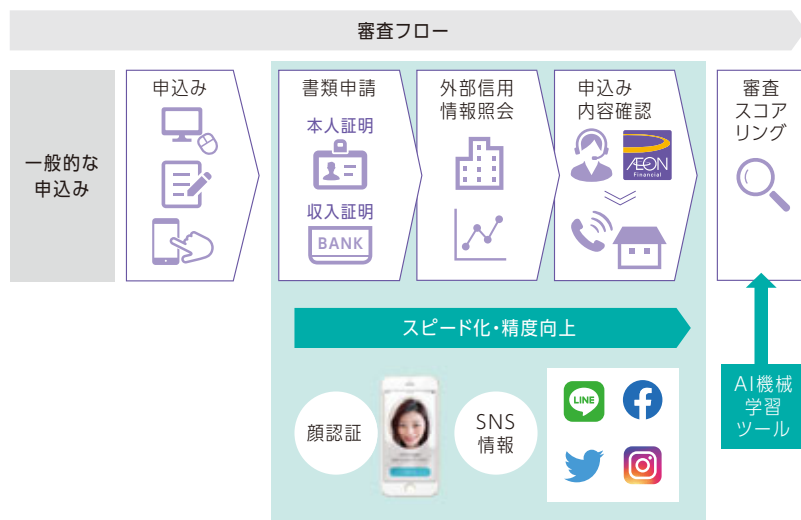 審査フロー
一般的な
申込み
申込み
書類申請
本人証明
収入証明
BANK
外部信用
情報照会
申込み
内容確認
ÆON
Financial
審査
スコア
リング
スピード化・精度向上
顔認証
SNS
情報
LINE
AI機械
学習
ツール